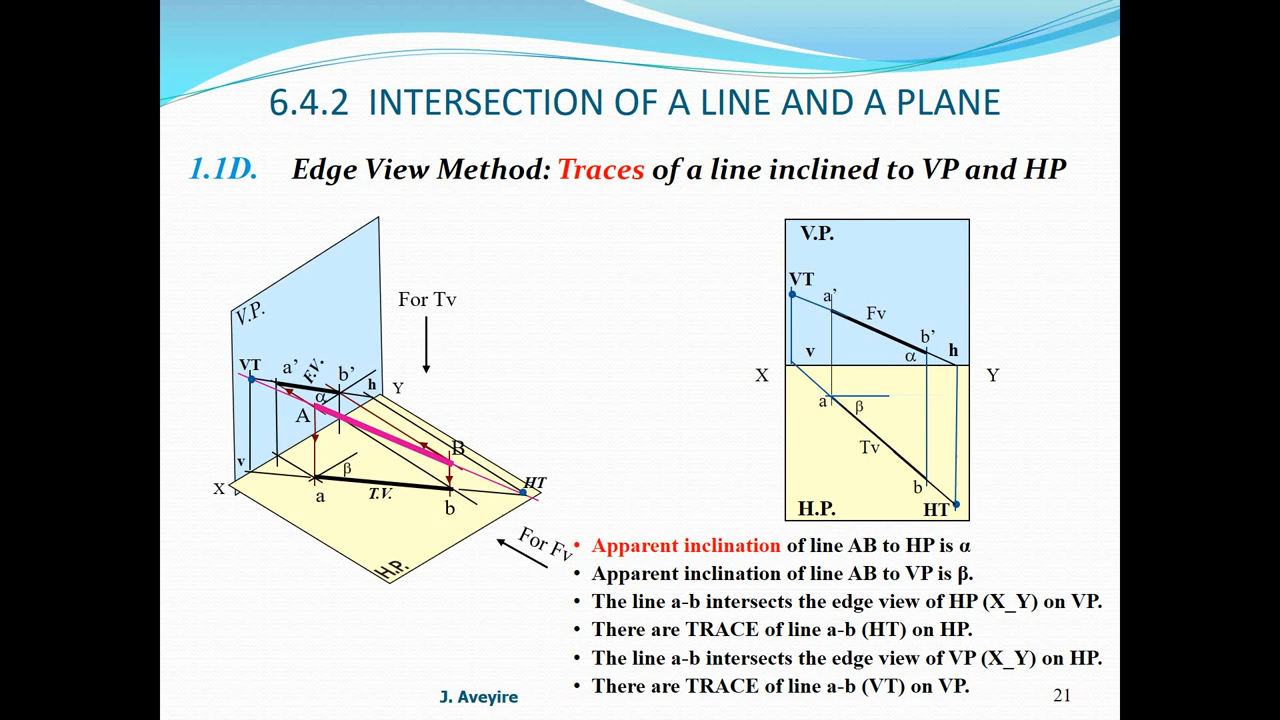 6.4.2 INTERSECTION OF A LINE AND A PLANE
1.1D. Edge View Method: Traces of a line inclined to VP and HP
V.P.
For Tv
VT
a’
F.V.
b’
h
Y
α
A
B
v
β
X
a
T.V.
b
HT
For Fv
H.P.
V.P.
VT
a’
Fv
b’
α
v
h
X
Y
a
β
Tv
b
H.P.
HT
• Apparent inclination of line AB to HP is α
• Apparent inclination of line AB to VP is β.
• The line a-b intersects the edge view of HP (X_Y) on VP.
• There are TRACE of line a-b (HT) on HP.
• The line a-b intersects the edge view of VP (X_Y) on HP.
• There are TRACE of line a-b (VT) on VP.
J. Aveyire
21